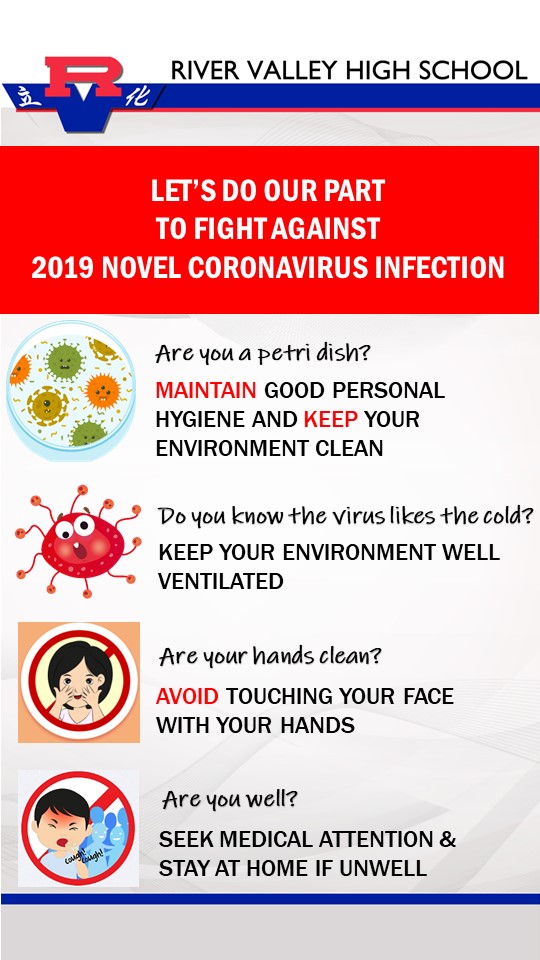 RIVER VALLEY HIGH SCHOOL
R
立 化
V
LET'S DO OUR PART
TO FIGHT AGAINST
2019 NOVEL CORONAVIRUS INFECTION
Are you a petri dish?
MAINTAIN GOOD PERSONAL
HYGIENE AND KEEP YOUR
ENVIRONMENT CLEAN
Do you know the virus likes the cold?
KEEP YOUR ENVIRONMENT WELL
VENTILATED
Are your hands clean?
AVOID TOUCHING YOUR FACE
WITH YOUR HANDS
Are you well?
SEEK MEDICAL ATTENTION &
STAY AT HOME IF UNWELL
cough!
cough!